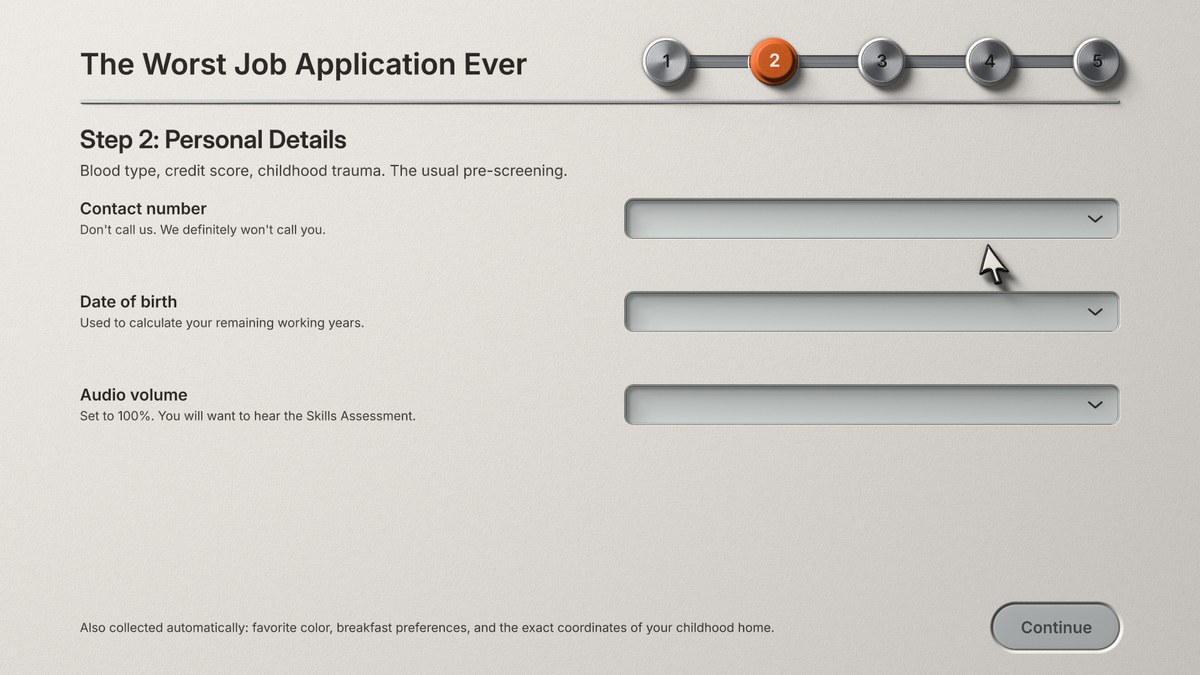 The Worst Job Application Ever
1 2 3 4 5
Step 2: Personal Details
Blood type, credit score, childhood trauma. The usual pre-screening.
Contact number
Don't call us. We definitely won't call you.
Date of birth
Used to calculate your remaining working years.
Audio volume
Set to 100%. You will want to hear the Skills Assessment.
Also collected automatically: favorite color, breakfast preferences, and the exact coordinates of your childhood home.
Continue